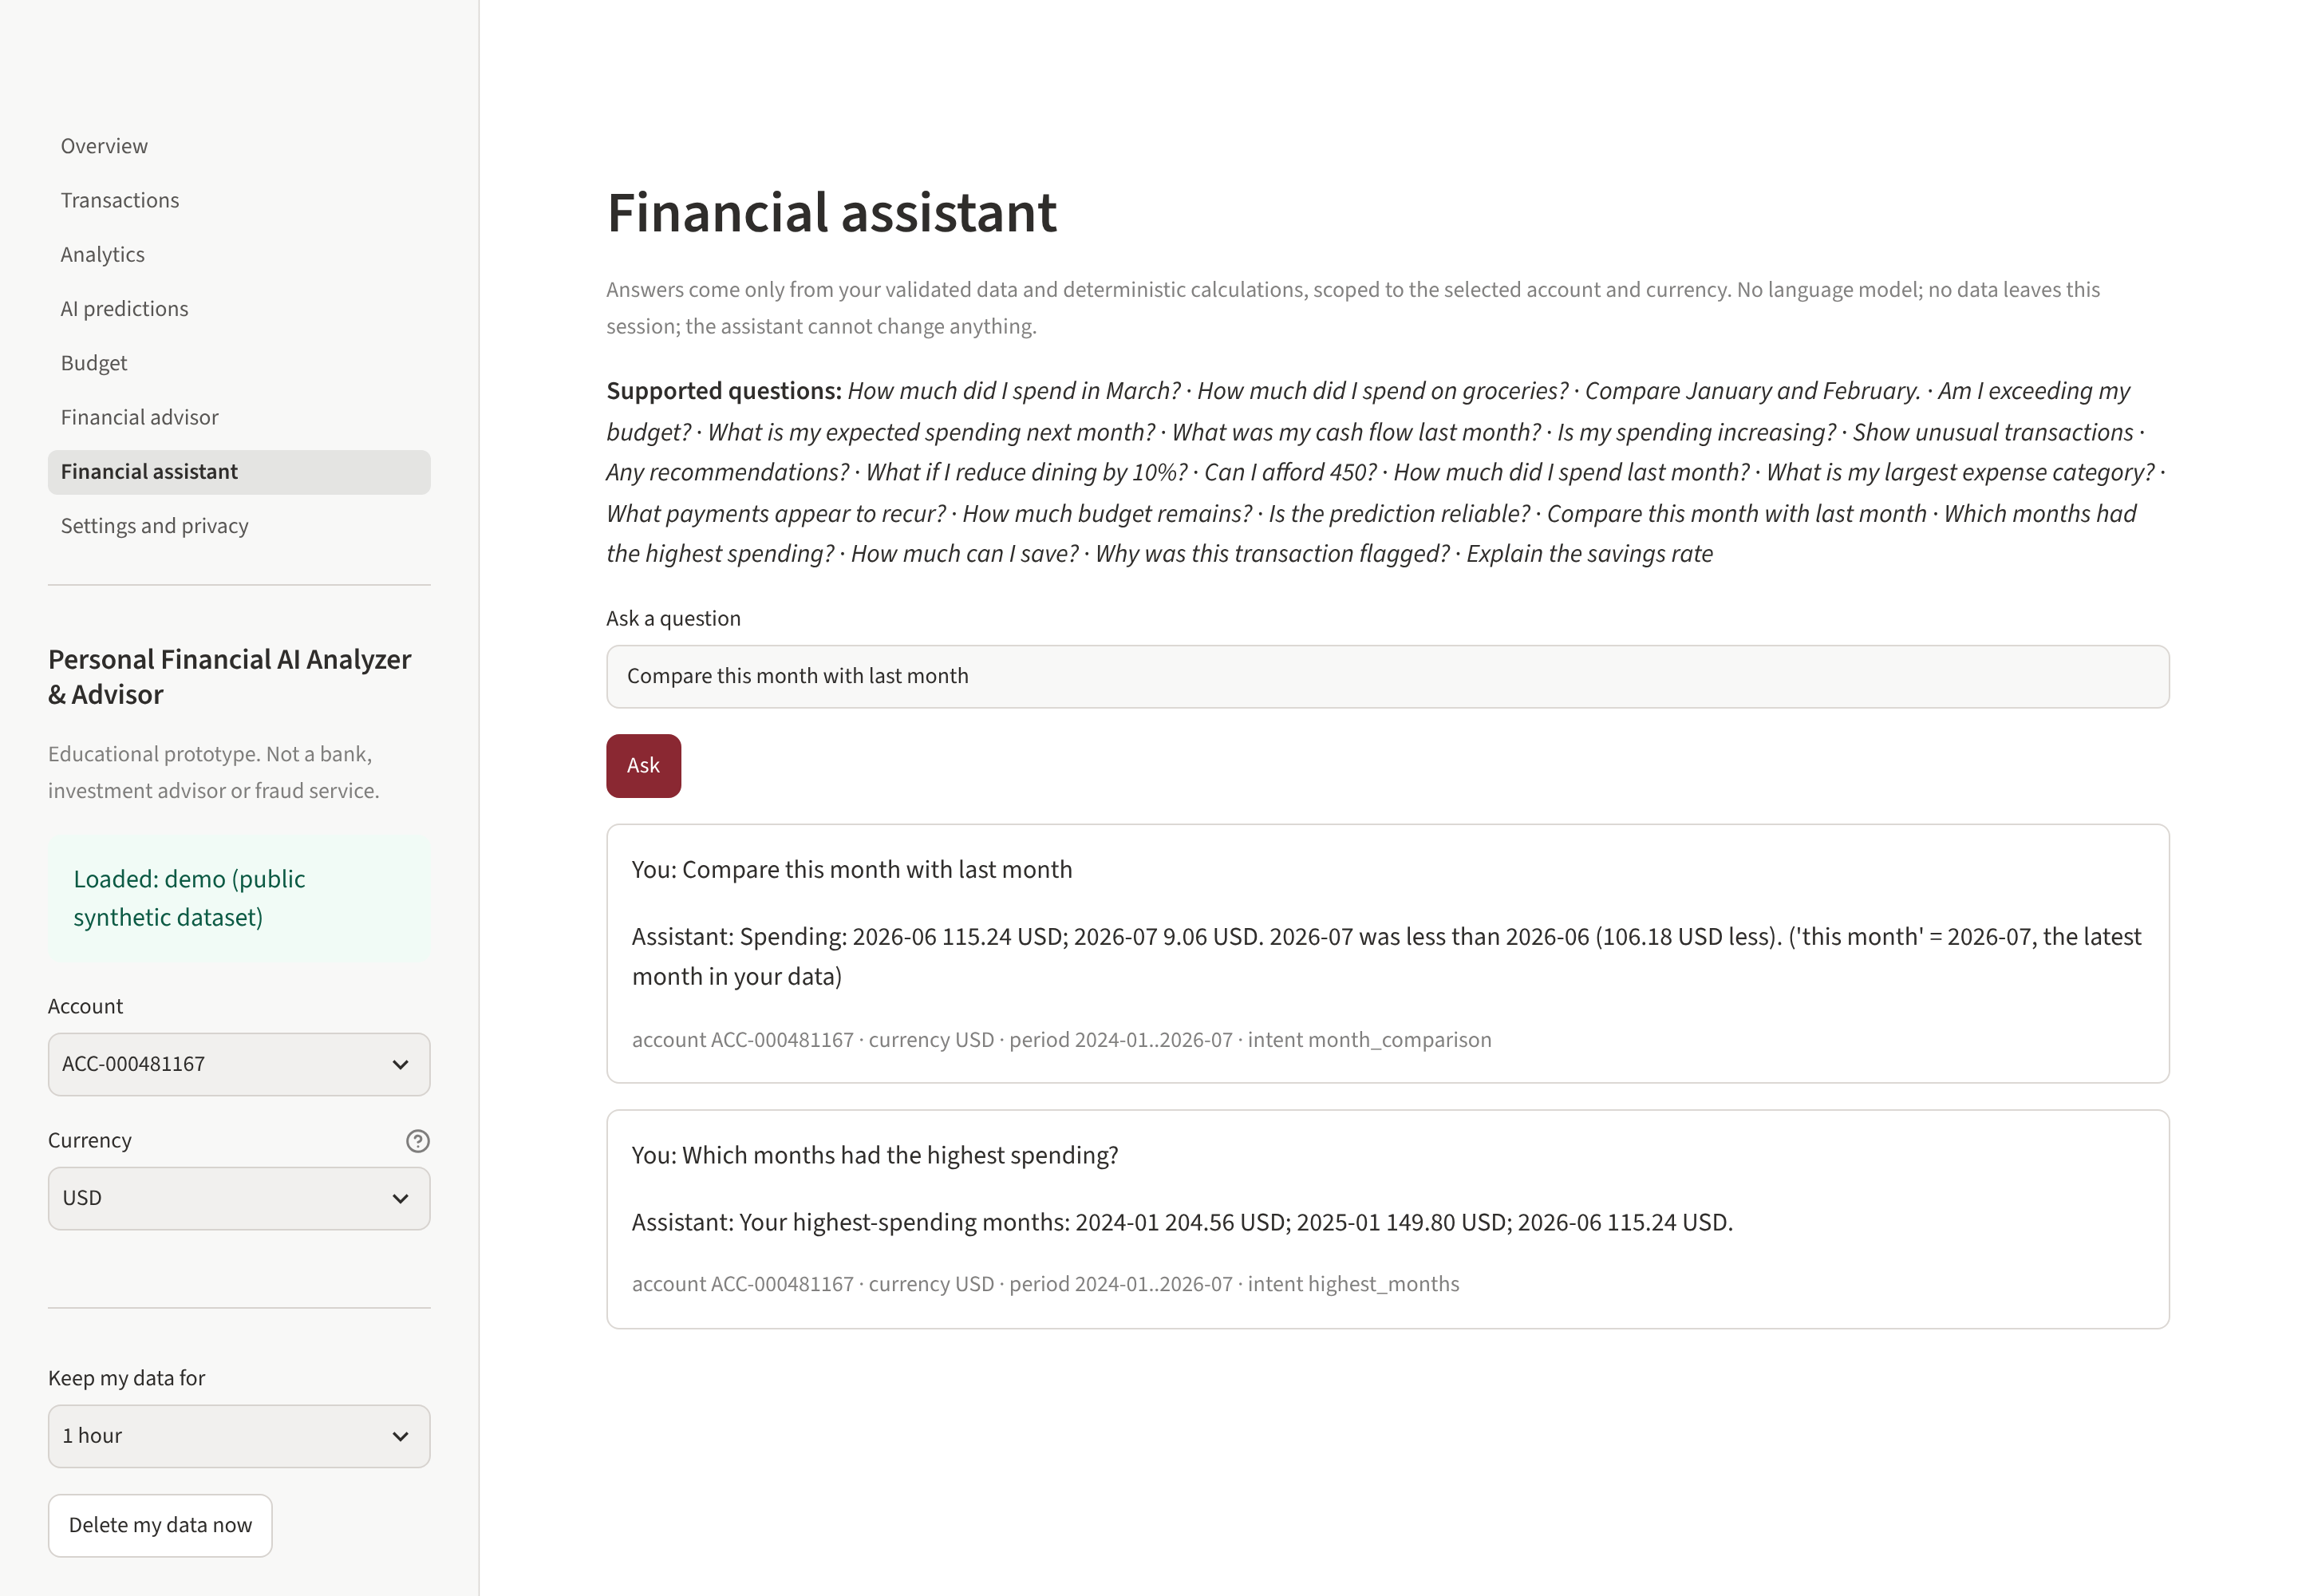 Overview
Transactions
Analytics
AI predictions
Budget
Financial advisor
Financial assistant
Settings and privacy
Personal Financial AI Analyzer
& Advisor
Educational prototype. Not a bank,
investment advisor or fraud service.
Loaded: demo (public
synthetic dataset)
Account
ACC-000481167
Currency
USD
Keep my data for
1 hour
Delete my data now
Financial assistant
Answers come only from your validated data and deterministic calculations, scoped to the selected account and currency. No language model; no data leaves this
session; the assistant cannot change anything.
Supported questions: How much did I spend in March? · How much did I spend on groceries? · Compare January and February. · Am I exceeding my
budget? · What is my expected spending next month? · What was my cash flow last month? · Is my spending increasing? · Show unusual transactions ·
Any recommendations? · What if I reduce dining by 10%? · Can I afford 450? · How much did I spend last month? · What is my largest expense category? ·
What payments appear to recur? · How much budget remains? · Is the prediction reliable? · Compare this month with last month · Which months had
the highest spending? · How much can I save? · Why was this transaction flagged? · Explain the savings rate
Ask a question
Compare this month with last month
Ask
You: Compare this month with last month
Assistant: Spending: 2026-06 115.24 USD; 2026-07 9.06 USD. 2026-07 was less than 2026-06 (106.18 USD less). ('this month' = 2026-07, the latest
month in your data)
account ACC-000481167 · currency USD · period 2024-01..2026-07 · intent month_comparison
You: Which months had the highest spending?
Assistant: Your highest-spending months: 2024-01 204.56 USD; 2025-01 149.80 USD; 2026-06 115.24 USD.
account ACC-000481167 · currency USD · period 2024-01..2026-07 · intent highest_months